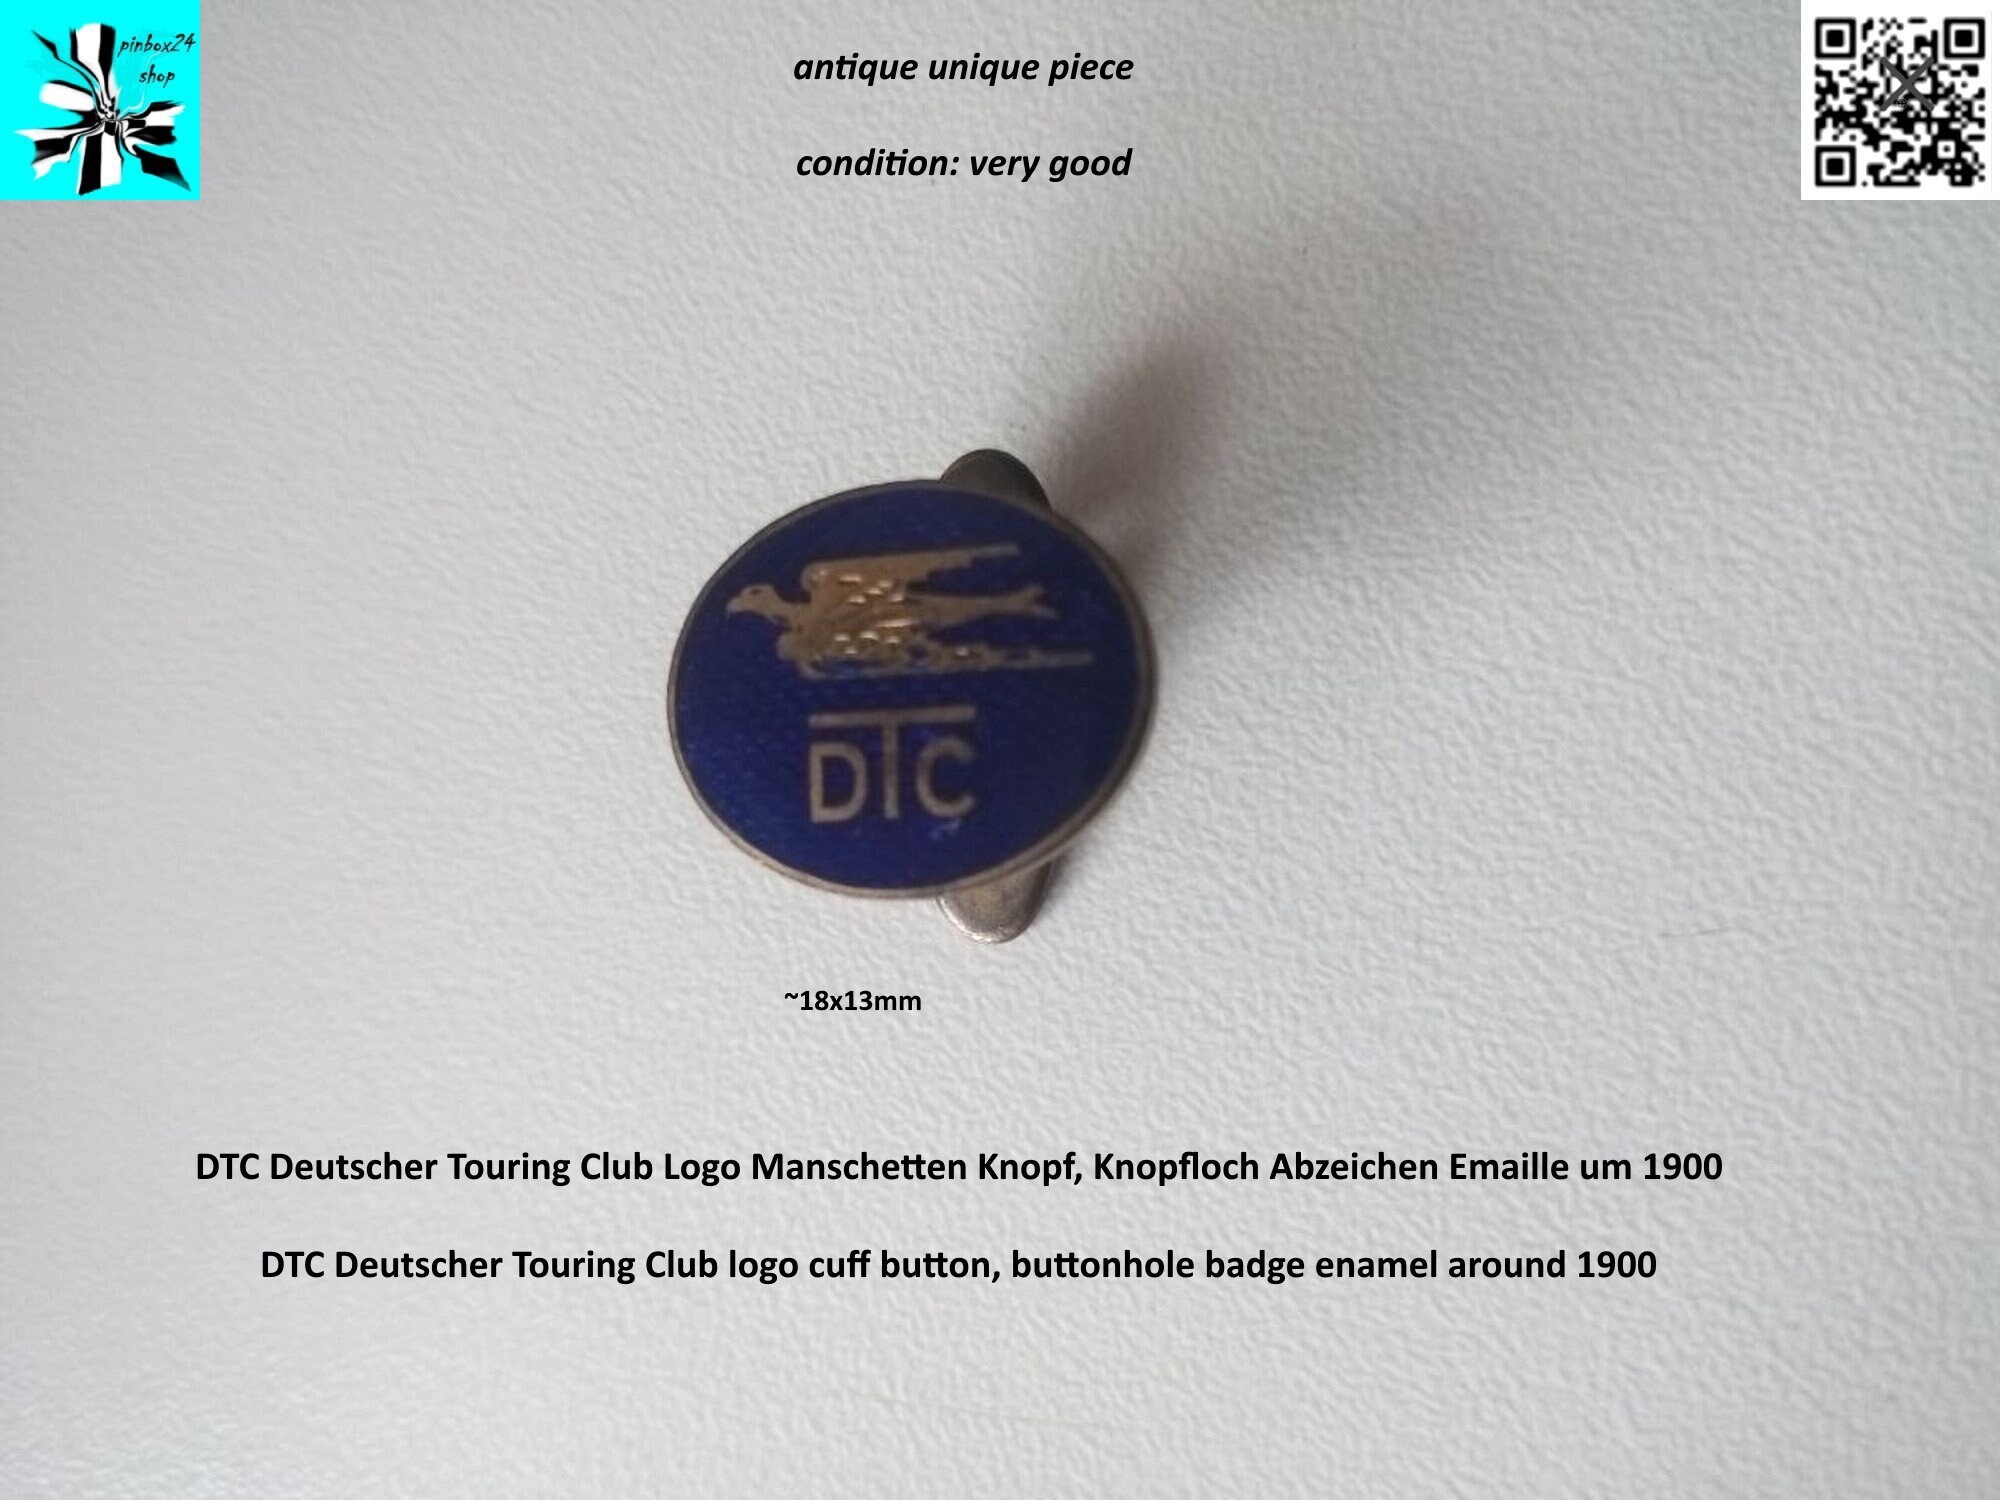 pinbox24
shop
antique unique piece
condition: very good
DTC
~18x13mm
DTC Deutscher Touring Club Logo Manschetten Knopf, Knopfloch Abzeichen Emaille um 1900
DTC Deutscher Touring Club logo cuff button, buttonhole badge enamel around 1900